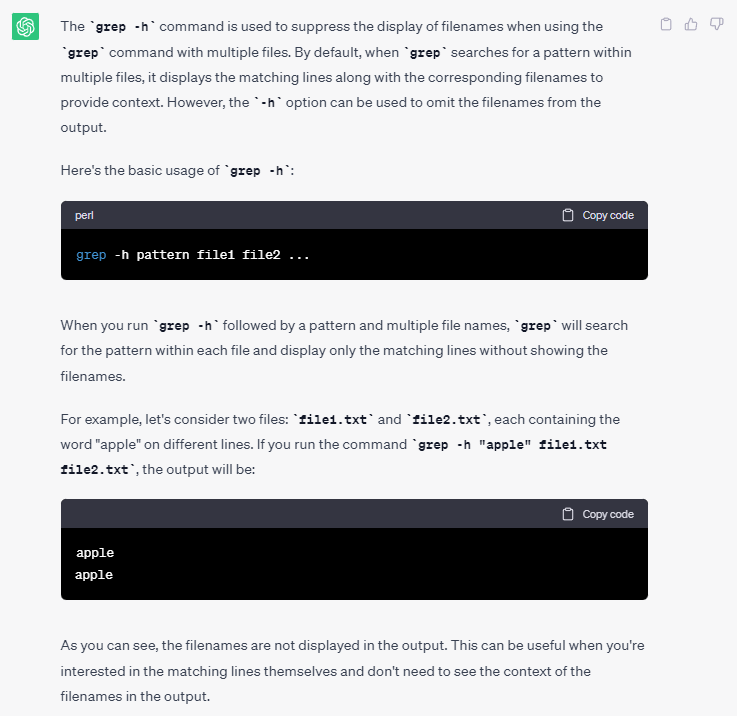 The `grep -h` command is used to suppress the display of filenames when using the
`grep` command with multiple files. By default, when `grep` searches for a pattern within
multiple files, it displays the matching lines along with the corresponding filenames to
provide context. However, the `-h` option can be used to omit the filenames from the
output.
Here's the basic usage of `grep -h`:
perl
Copy code
grep -h pattern file1 file2 ...
When you run `grep -h` followed by a pattern and multiple file names, `grep` will search
for the pattern within each file and display only the matching lines without showing the
filenames.
For example, let's consider two files: `file1.txt` and `file2.txt`, each containing the
word "apple" on different lines. If you run the command `grep -h "apple" file1.txt
file2.txt`, the output will be:
Copy code
apple
apple
As you can see, the filenames are not displayed in the output. This can be useful when you're
interested in the matching lines themselves and don't need to see the context of the
filenames in the output.